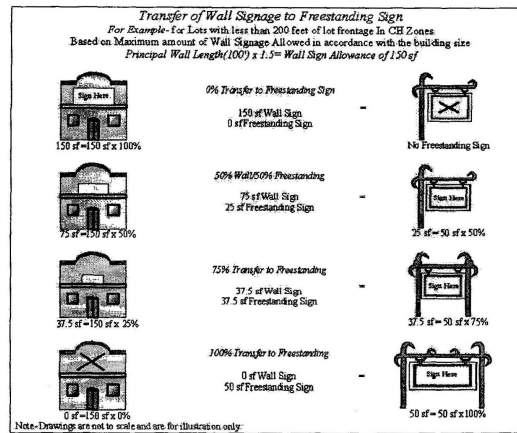 Transfer of Wall Signage to Freestanding Sign
For Example- for Lots with less than 200 feet of lot frontage In CH Zones
Based on Maximum amount of Wall Signage Allowed in accordance with the building size
Principal Wall Length(100') x 1.5= Wall Sign Allowance of 150 sf
Sign Here
0% Transfer to Freestanding Sign
150 sf Wall Sign
0 sf Freestanding Sign
=
150 sf =150 sf x 100%
No Freestanding Sign
50% Wall/50% Freestanding
75 sf Wall Sign
25 sf Freestanding Sign
=
Sign Here
75 sf =150 sf x 50%
25 sf =50 sf x 50%
75% Transfer to Freestanding
37.5 sf Wall Sign
37.5 sf Freestanding Sign
=
Sign Here
37.5 sf =150 sf x 25%
37.5 sf = 50 sf x 75%
100% Transfer to Freestanding
0 sf Wall Sign
50 sf Freestanding Sign
=
Sign Here
0 sf =150 sf x 0%
50 sf = 50 sf x 100%
Note- Drawings are not to scale and are for illustration only.